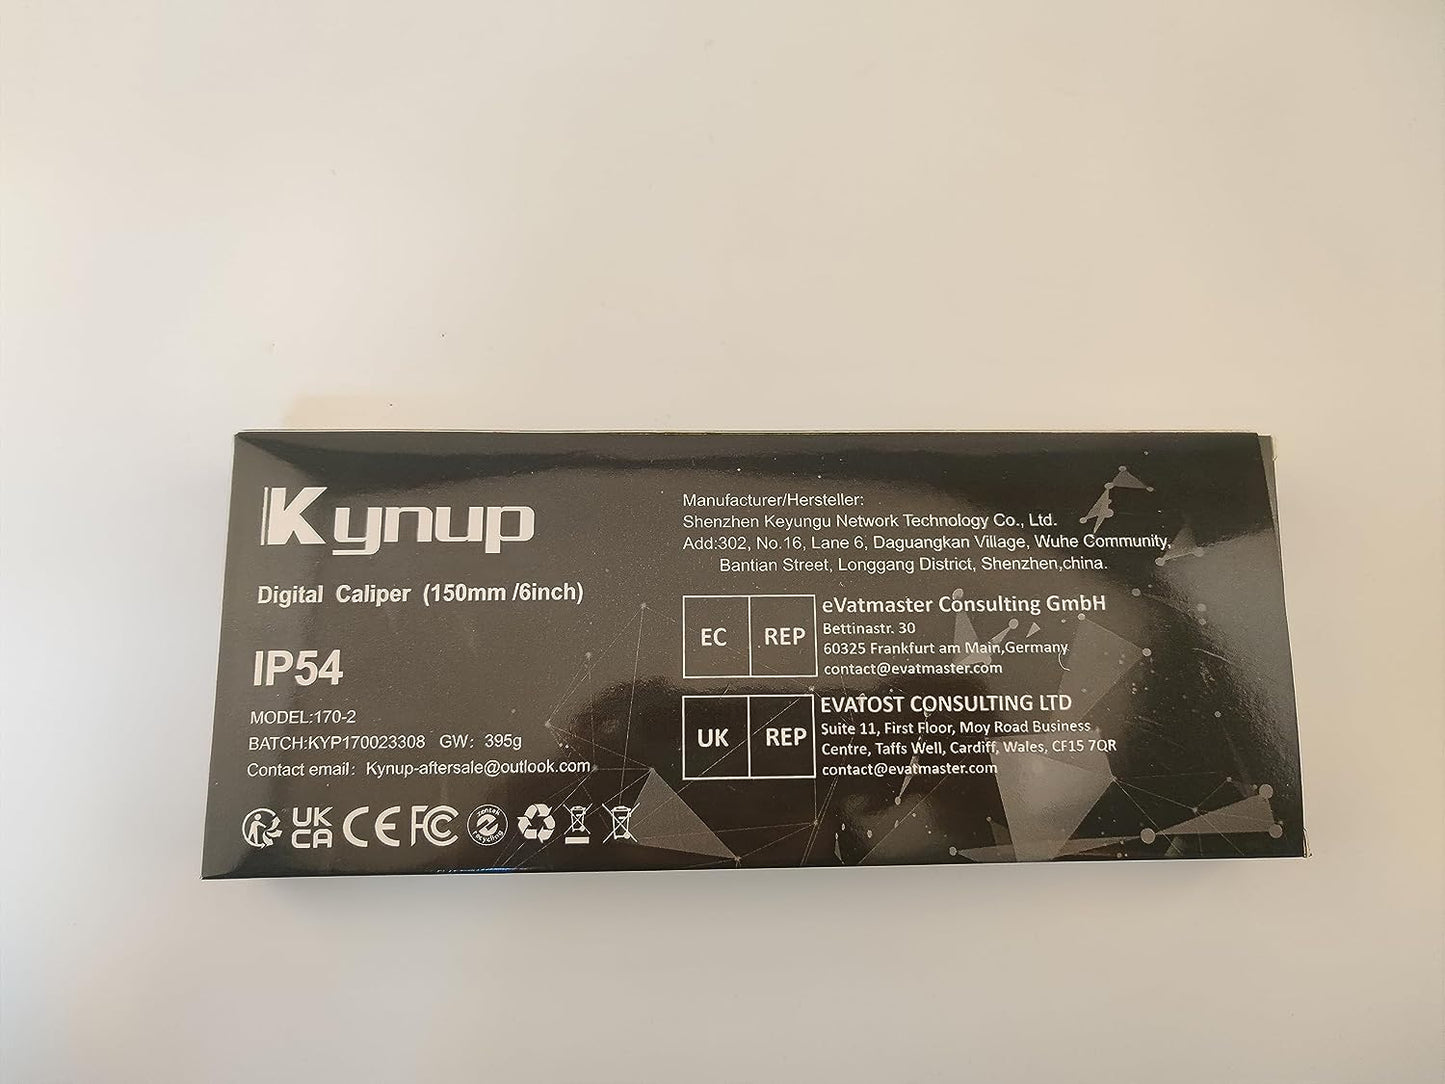 Kynup
Digital Caliper (150mm /6inch)
IP54
MODEL:170-2
BATCH:KYP170023308 GW: 395g
Contact email: Kynup-aftersale@outlook.com
UK
CA
CE FC
zentek
recycling
Manufacturer/Hersteller:
Shenzhen Keyungu Network Technology Co., Ltd.
Add:302, No.16, Lane 6, Daguangkan Village, Wuhe Community,
Bantian Street, Longgang District, Shenzhen,china.
EC REP
eVatmaster Consulting GmbH
Bettinastr. 30
60325 Frankfurt am Main,Germany
contact@evatmaster.com
UK REP
EVATOST CONSULTING LTD
Suite 11, First Floor, Moy Road Business
Centre, Taffs Well, Cardiff, Wales, CF15 7QR
contact@evatmaster.com